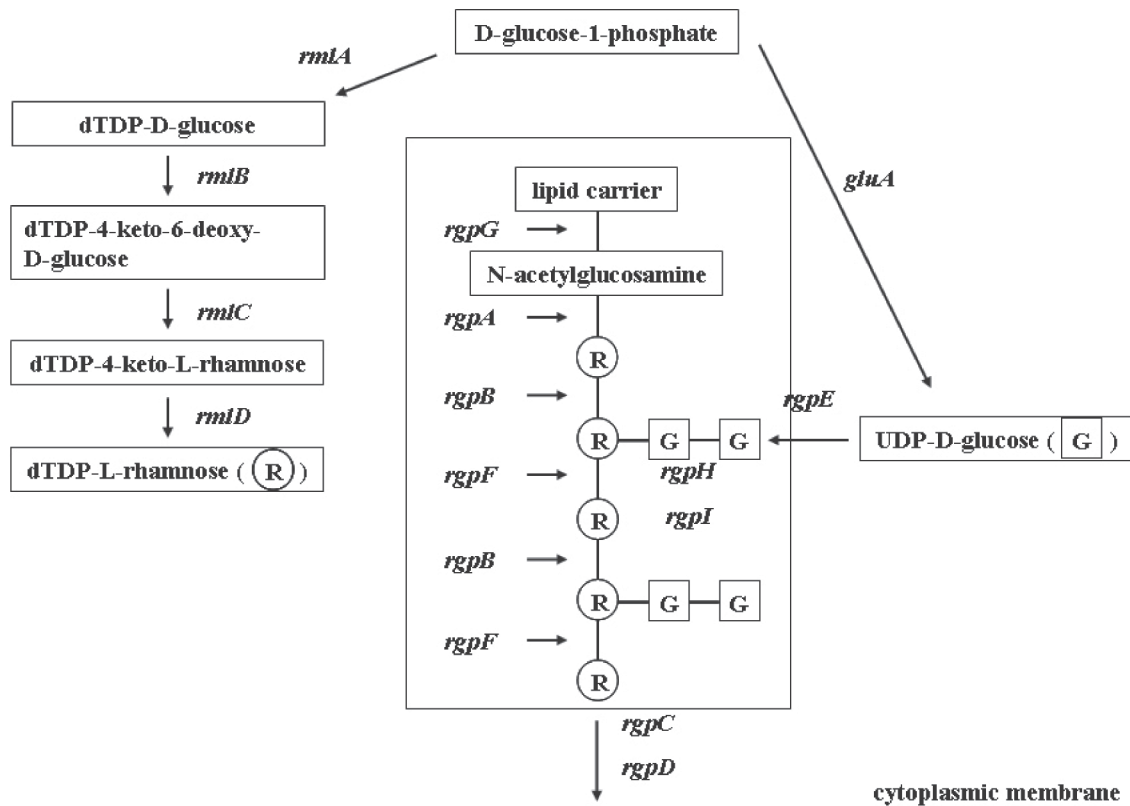 D-glucose-1-phosphate
rmlA
dTDP-D-glucose
rmlB
dTDP-4-keto-6-deoxy-
D-glucose
rmlC
dTDP-4-keto-L-rhamnose
rmlD
dTDP-L-rhamnose ( R )
lipid carrier
rgpG
N-acetylglucosamine
rgpA
R
rgpB
R G G
rgpH
rgpF
rgpI
R
rgpB
R G G
rgpF
R
rgpC
rgpD
gluA
rgpE
UDP-D-glucose ( G )
cytoplasmic membrane